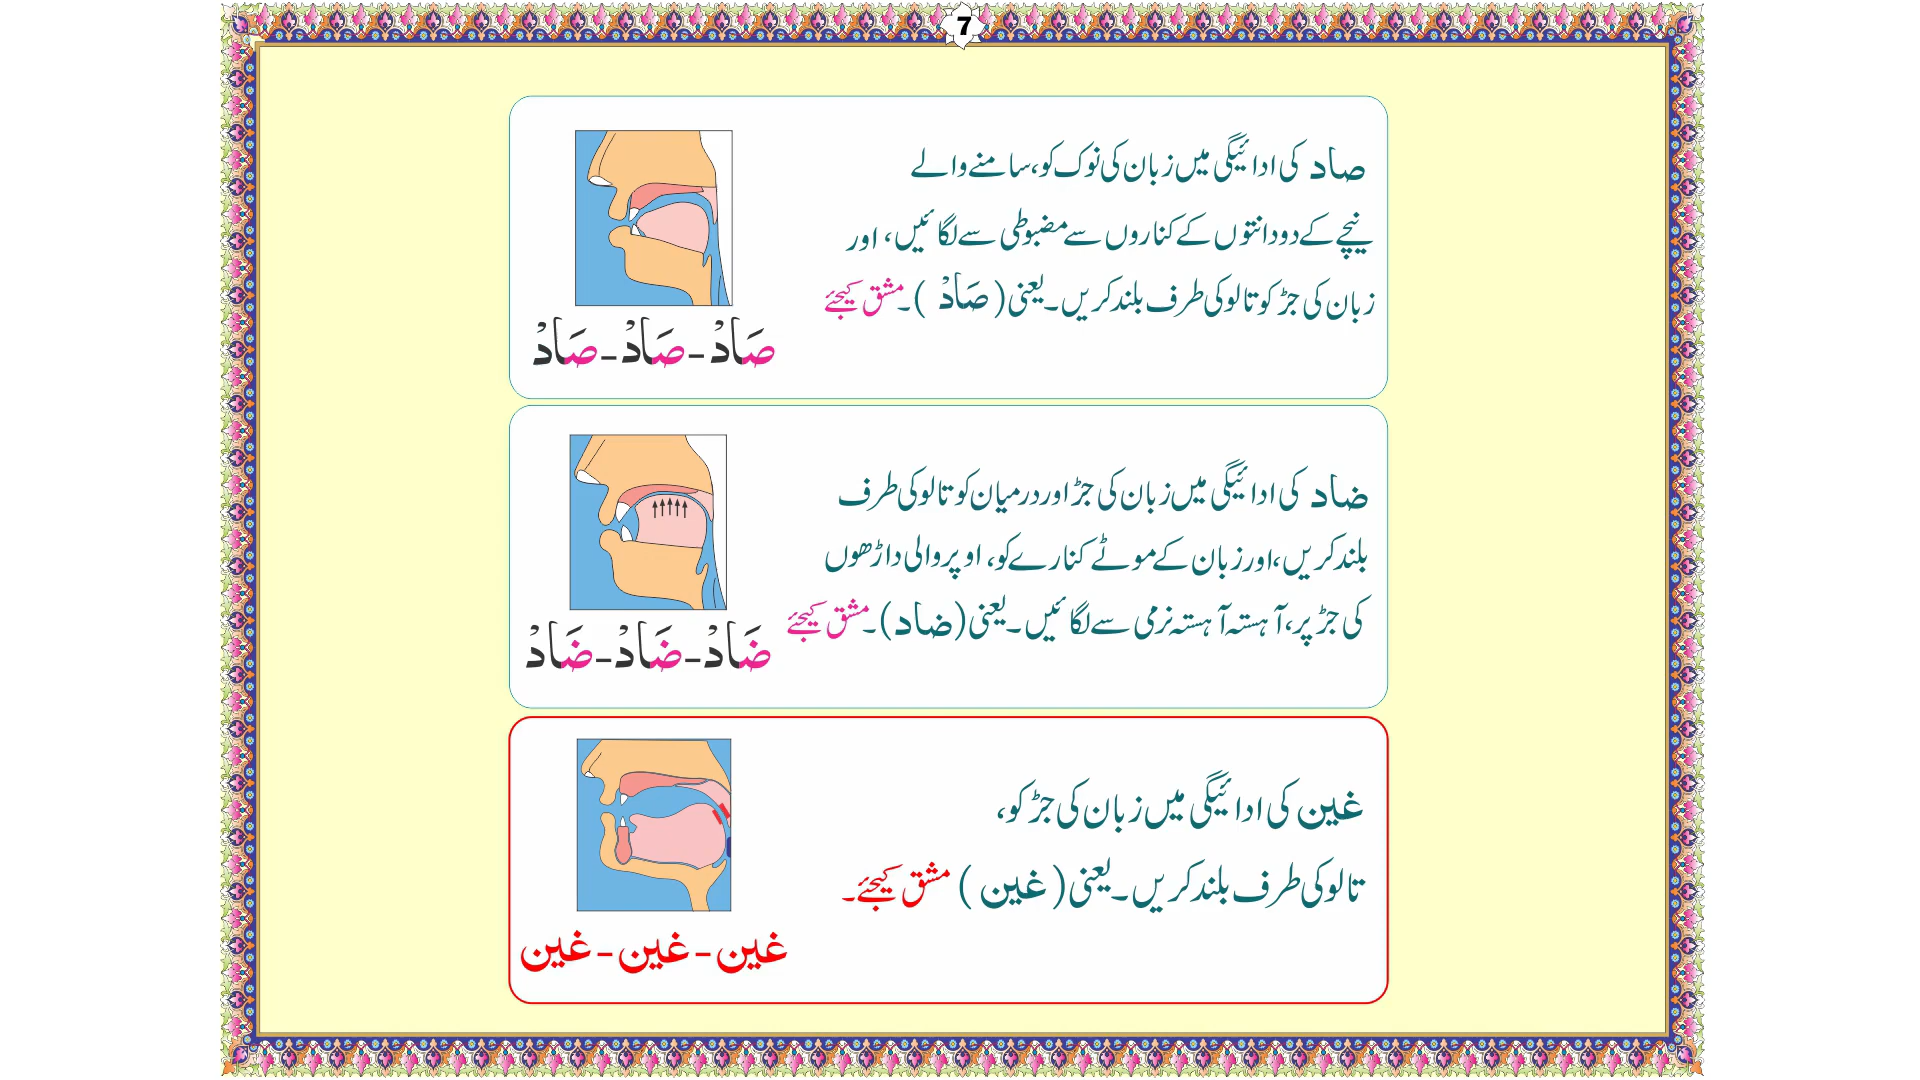 7
صاد کی ادائیگی میں زبان کی نوک کو، سامنے والے
نیچے کے دو دانتوں کے کناروں سے مضبوطی سے لگائیں، اور
زبان کی جڑ کو تالو کی طرف بلند کریں۔ یعنی (صَادْ)۔ مشق کیجئے
صَادْ - صَادْ - صَادْ
ضاد کی ادائیگی میں زبان کی جڑ اور درمیان کو تالو کی طرف
بلند کریں، اور زبان کے موٹے کنارے کو، اوپر والی داڑھوں
کی جڑ پر، آہستہ آہستہ نرمی سے لگائیں۔ یعنی (ضاد)۔ مشق کیجئے
ضَادْ - ضَادْ - ضَادْ
غین کی ادائیگی میں زبان کی جڑ کو،
تالو کی طرف بلند کریں۔ یعنی (غین) مشق کیجئے۔
غین - غین - غین